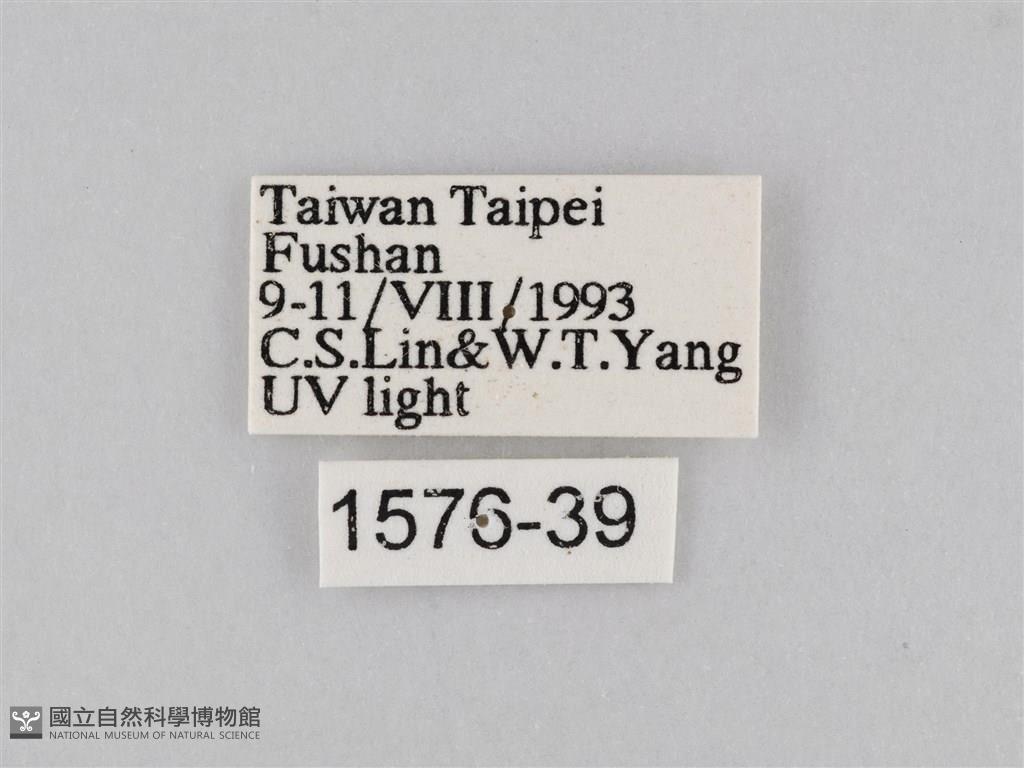 Taiwan Taipei
Fushan
9-11/VIII/1993
C.S.Lin&W.T.Yang
UV light
1576-39
國立自然科學博物館
NATIONAL MUSEUM OF NATURAL SCIENCE